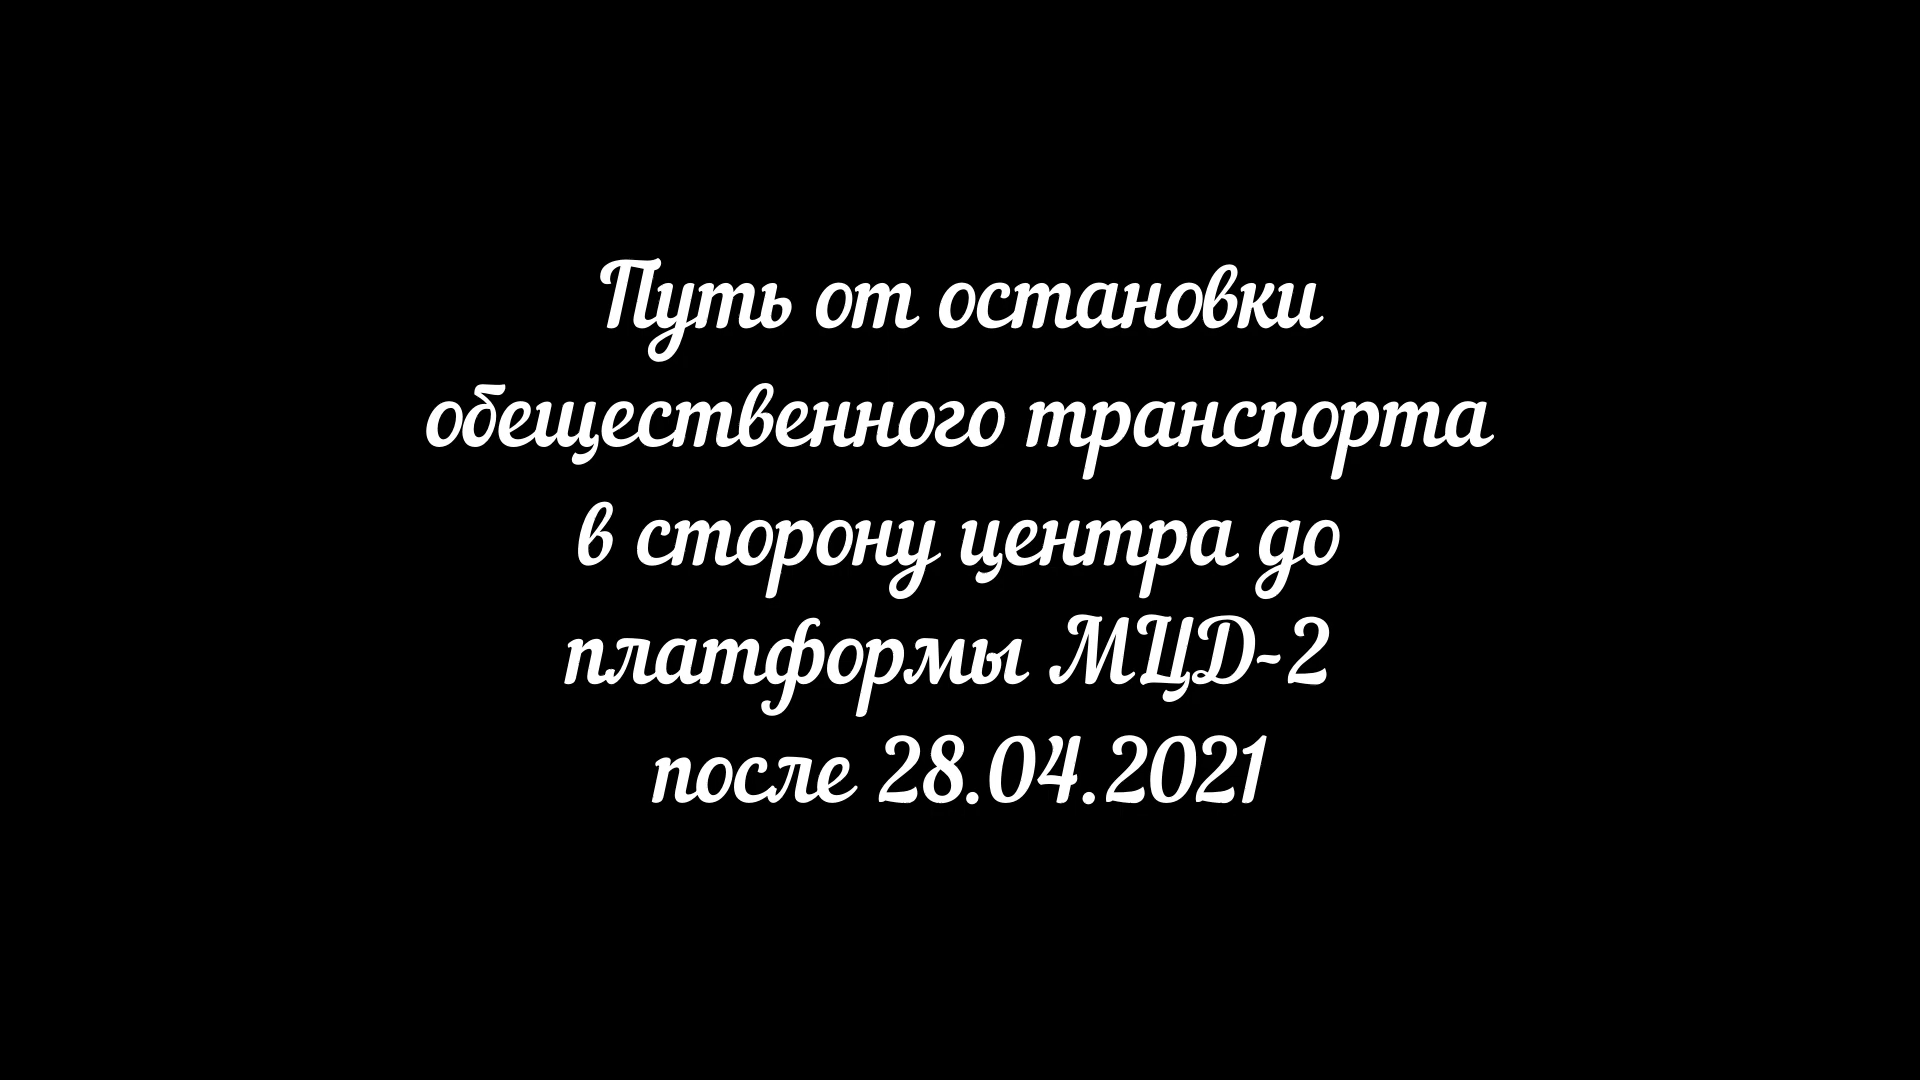 Путь от остановки
обещественного транспорта
в сторону центра до
платформы МЦД-2
после 28.04.2021